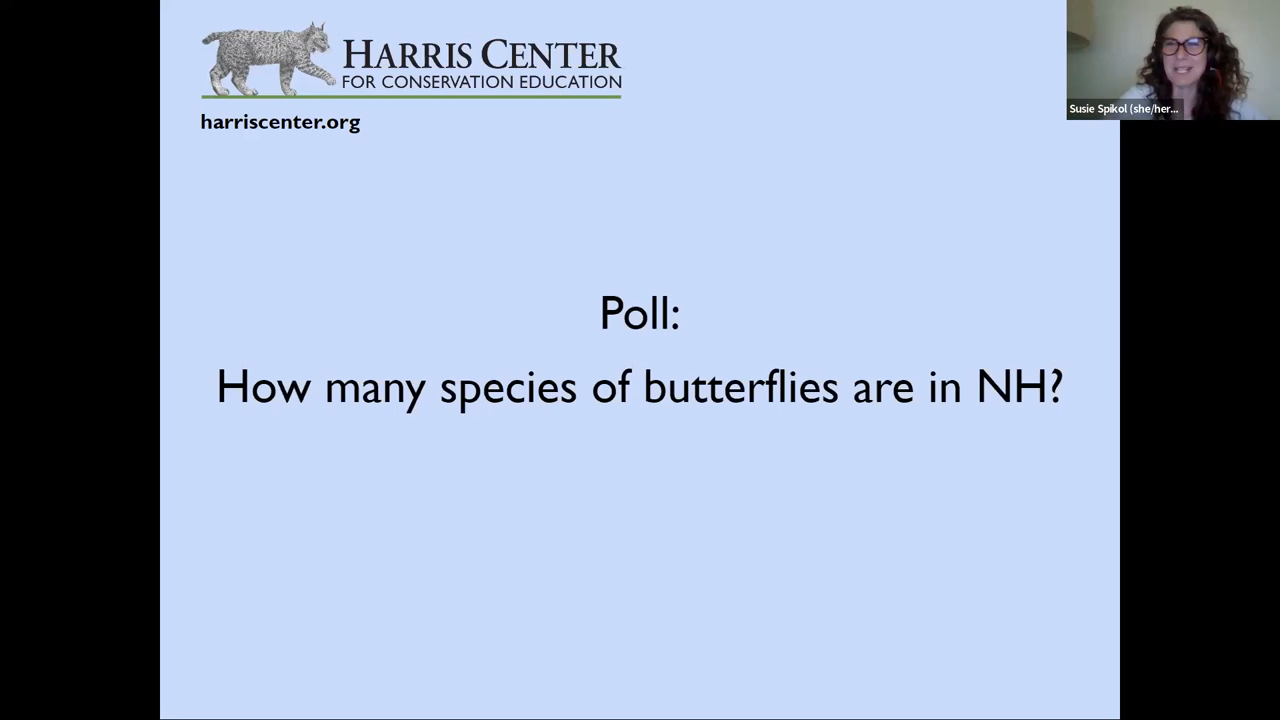 HARRIS CENTER
FOR CONSERVATION EDUCATION
harriscenter.org
Susie Spikol (she/her...
Poll:
How many species of butterflies are in NH?